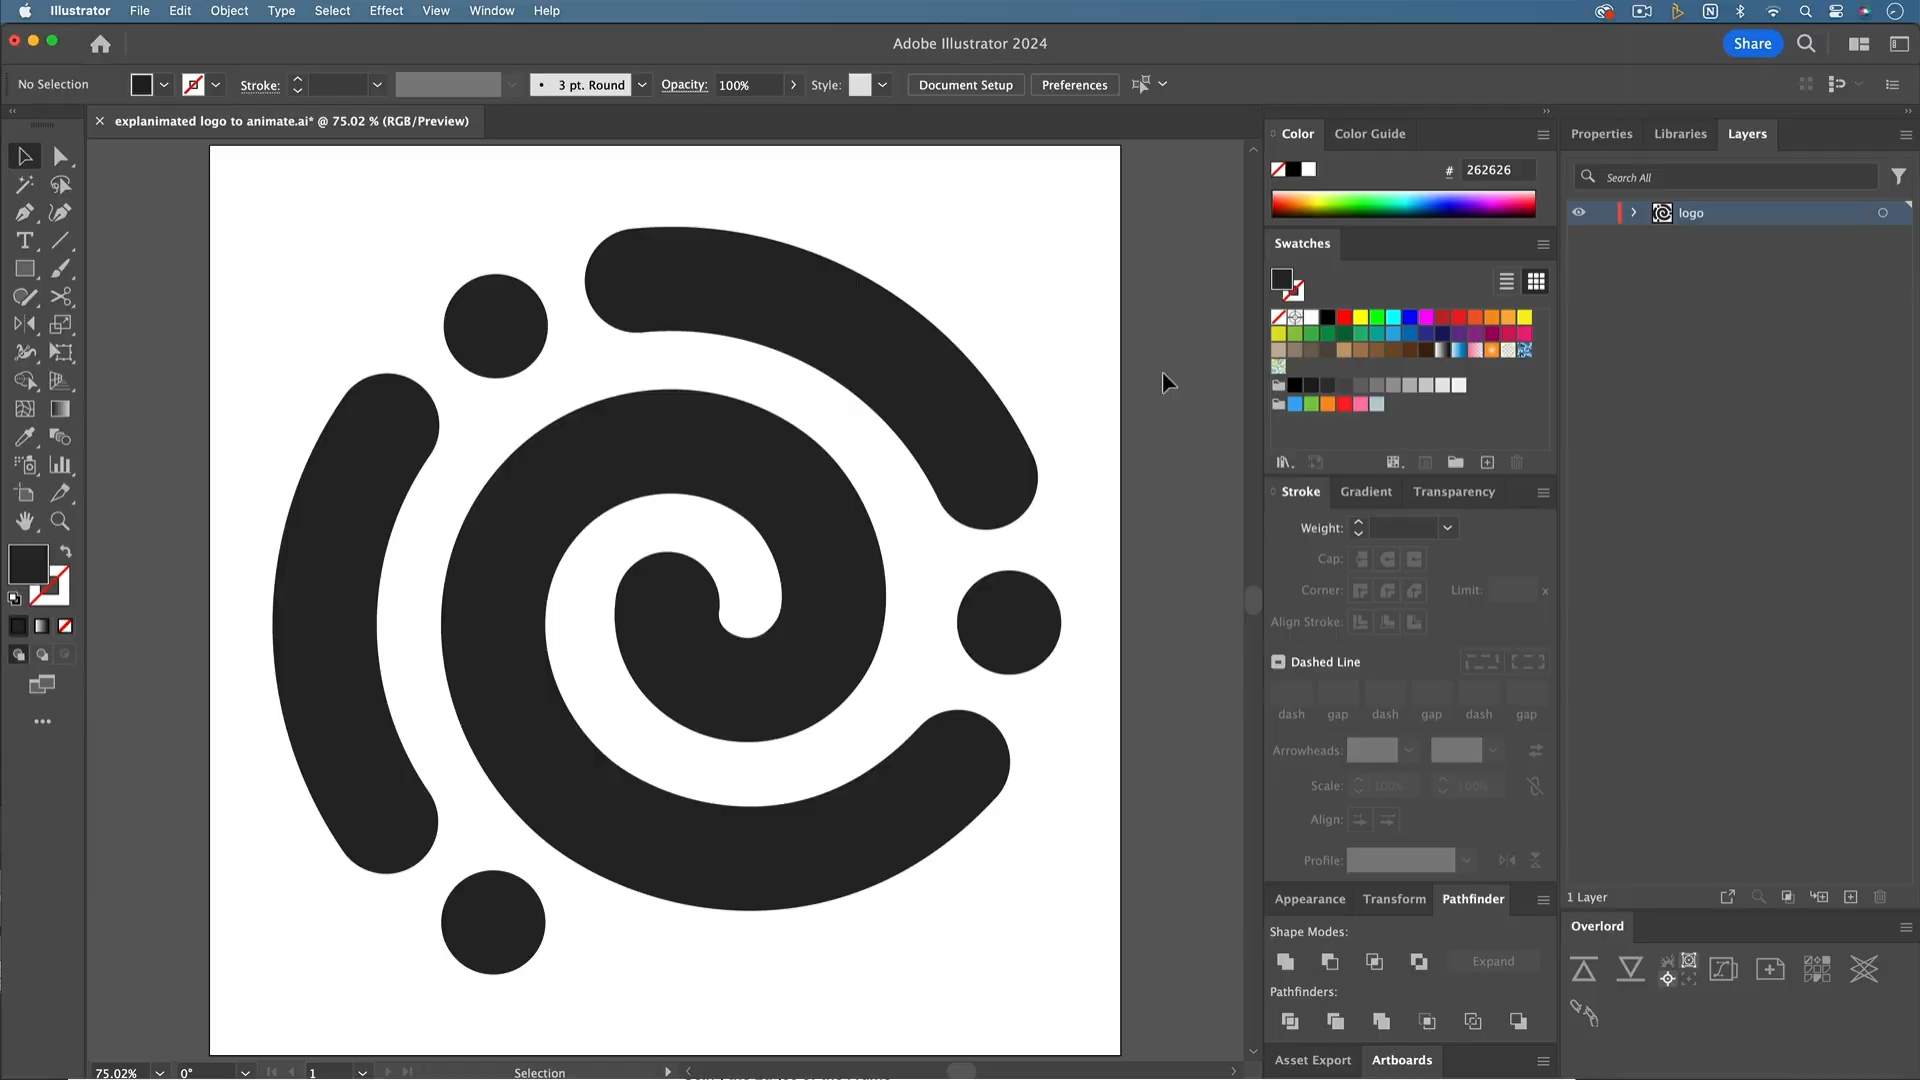 Illustrator File Edit Object Type Select Effect View Window Help
Adobe Illustrator 2024
Share
No Selection Stroke: 3 pt. Round Opacity: 100% Style: Document Setup Preferences
explanimated logo to animate.ai* @ 75.02 % (RGB/Preview)
Color Color Guide
# 262626
Swatches
Stroke Gradient Transparency
Weight:
Cap:
Corner: Limit: x
Align Stroke:
Dashed Line
dash gap dash gap dash gap
Arrowheads:
Scale: 100% 100%
Align:
Profile:
Appearance Transform Pathfinder
Shape Modes:
Expand
Pathfinders:
Asset Export Artboards
Properties Libraries Layers
Search All
logo
1 Layer
Overlord
75.02% 0° 1 Selection